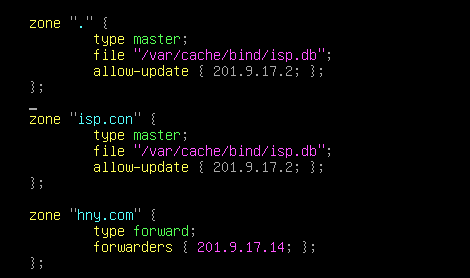 zone "." {
type master;
file "/var/cache/bind/isp.db";
allow-update { 201.9.17.2; };
};
zone "isp.con" {
type master;
file "/var/cache/bind/isp.db";
allow-update { 201.9.17.2; };
};
zone "hny.com" {
type forward;
forwarders { 201.9.17.14; };
};